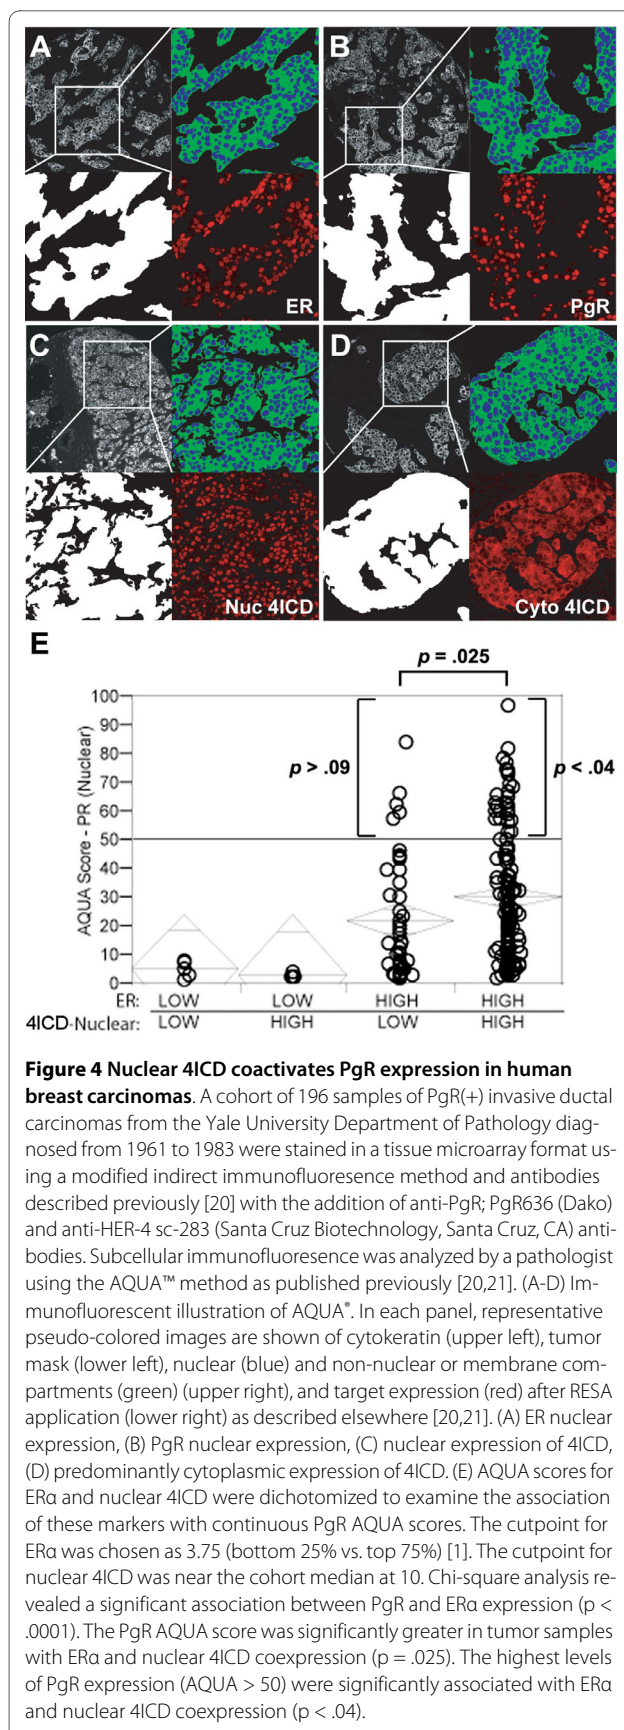 A
B
ER
PgR
C
D
Nuc 4ICD
Cyto 4ICD
E
p = .025
p > .09
p < .04
AQUA Score - PR (Nuclear)
100
90
80
70
60
50
40
30
20
10
0
ER: LOW LOW HIGH HIGH
4ICD-Nuclear: LOW HIGH LOW HIGH
Figure 4 Nuclear 4ICD coactivates PgR expression in human
breast carcinomas. A cohort of 196 samples of PgR(+) invasive ductal
carcinomas from the Yale University Department of Pathology diag-
nosed from 1961 to 1983 were stained in a tissue microarray format us-
ing a modified indirect immunofluoresence method and antibodies
described previously [20] with the addition of anti-PgR; PgR636 (Dako)
and anti-HER-4 sc-283 (Santa Cruz Biotechnology, Santa Cruz, CA) anti-
bodies. Subcellular immunofluoresence was analyzed by a pathologist
using the AQUA™ method as published previously [20,21]. (A-D) Im-
munofluorescent illustration of AQUA®. In each panel, representative
pseudo-colored images are shown of cytokeratin (upper left), tumor
mask (lower left), nuclear (blue) and non-nuclear or membrane com-
partments (green) (upper right), and target expression (red) after RESA
application (lower right) as described elsewhere [20,21]. (A) ER nuclear
expression, (B) PgR nuclear expression, (C) nuclear expression of 4ICD,
(D) predominantly cytoplasmic expression of 4ICD. (E) AQUA scores for
ERα and nuclear 4ICD were dichotomized to examine the association
of these markers with continuous PgR AQUA scores. The cutpoint for
ERα was chosen as 3.75 (bottom 25% vs. top 75%) [1]. The cutpoint for
nuclear 4ICD was near the cohort median at 10. Chi-square analysis re-
vealed a significant association between PgR and ERα expression (p <
.0001). The PgR AQUA score was significantly greater in tumor samples
with ERα and nuclear 4ICD coexpression (p = .025). The highest levels
of PgR expression (AQUA > 50) were significantly associated with ERα
and nuclear 4ICD coexpression (p < .04).